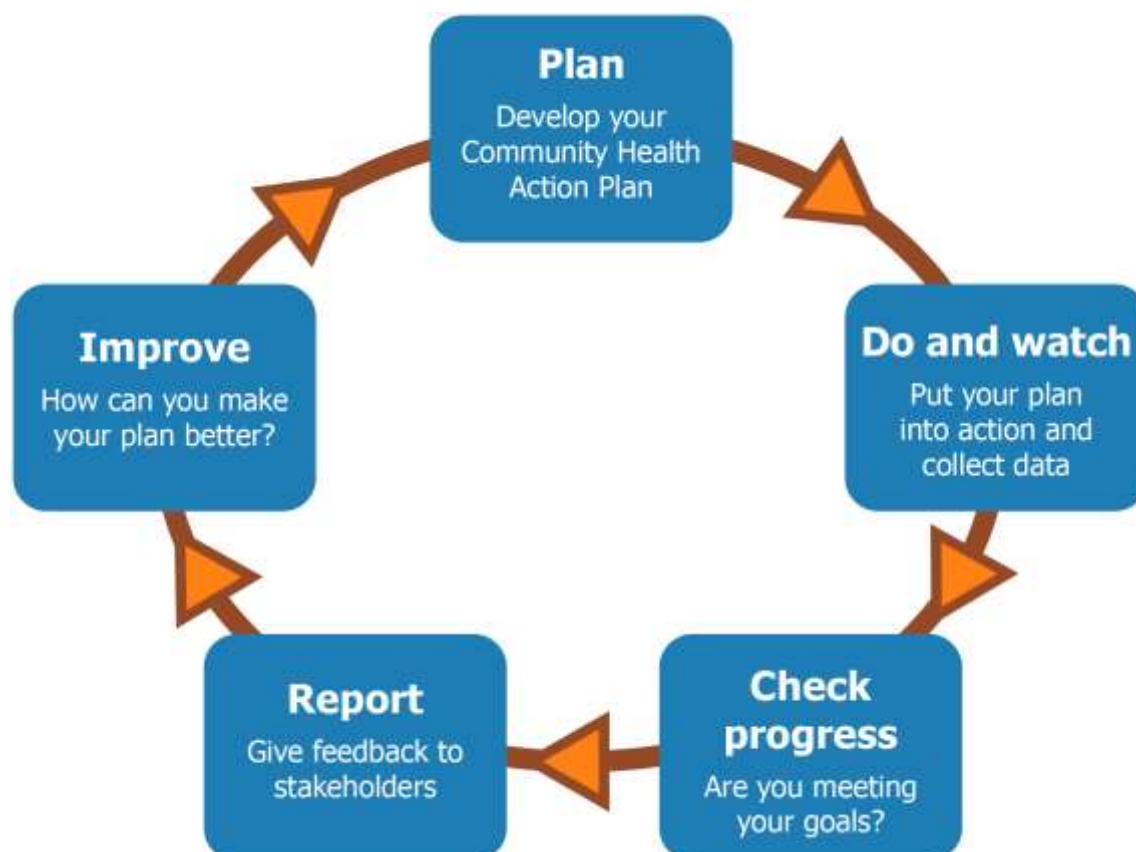 Plan
Develop your
Community Health
Action Plan
Do and watch
Put your plan
into action and
collect data
Check
progress
Are you meeting
your goals?
Report
Give feedback to
stakeholders
Improve
How can you make
your plan better?